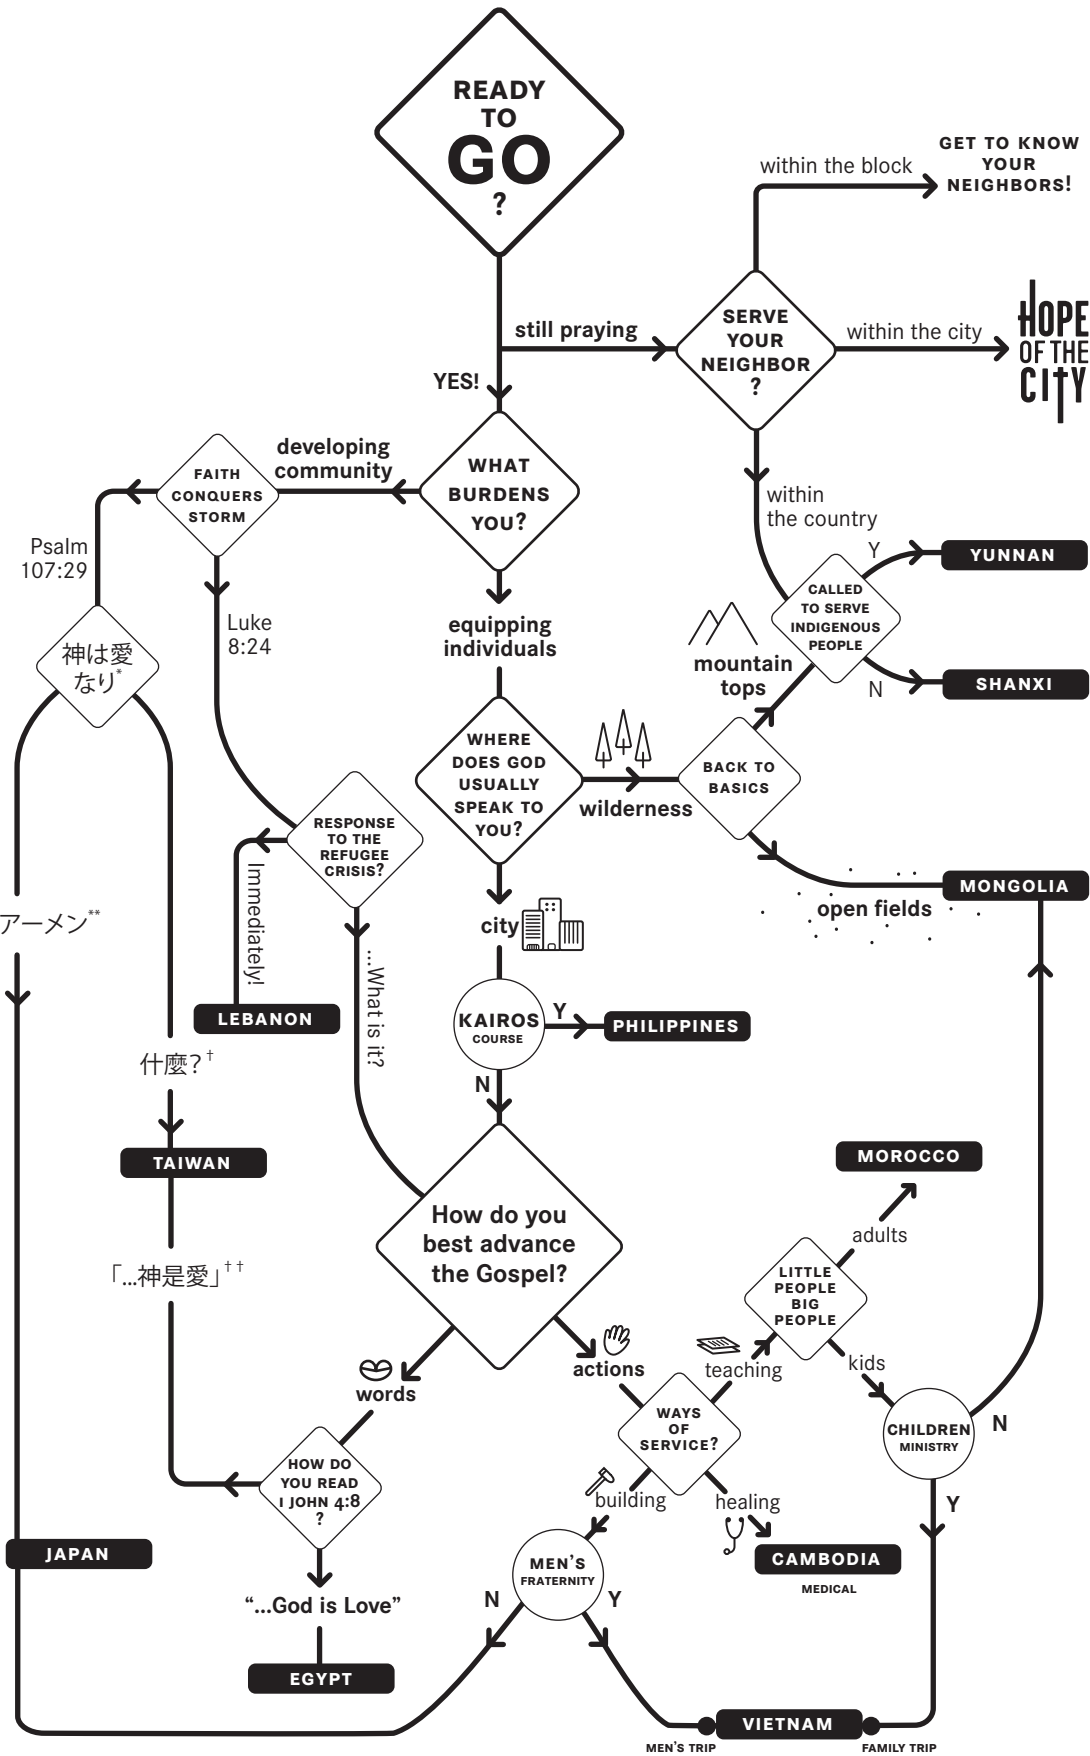 READY
TO
GO
?
within the block
GET TO KNOW
YOUR
NEIGHBORS!
SERVE
YOUR
NEIGHBOR
?
still praying
within the city
HOPE
OF THE
CITY
YES!
developing
community
FAITH
CONQUERS
STORM
WHAT
BURDENS
YOU?
within
the country
Psalm
107:29
Y
YUNNAN
CALLED
TO SERVE
INDIGENOUS
PEOPLE
Luke
8:24
equipping
individuals
神は愛
なり*
mountain
tops
N
SHANXI
WHERE
DOES GOD
USUALLY
SPEAK TO
YOU?
wilderness
BACK TO
BASICS
RESPONSE
TO THE
REFUGEE
CRISIS?
Immediately!
MONGOLIA
open fields
アーメン**
city
...What is it?
LEBANON
KAIROS
COURSE
Y
PHILIPPINES
什麼?†
N
TAIWAN
MOROCCO
How do you
best advance
the Gospel?
adults
「...神是愛」††
LITTLE
PEOPLE
BIG
PEOPLE
actions
teaching
kids
words
WAYS
OF
SERVICE?
CHILDREN
MINISTRY
N
HOW DO
YOU READ
I JOHN 4:8
?
building
healing
Y
JAPAN
MEN'S
FRATERNITY
CAMBODIA
MEDICAL
"...God is Love"
N
Y
EGYPT
VIETNAM
MEN'S TRIP
FAMILY TRIP